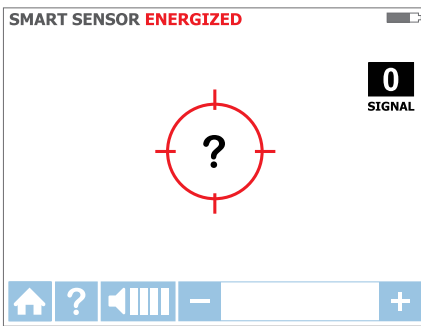 SMART SENSOR ENERGIZED
0
SIGNAL
?
? − +